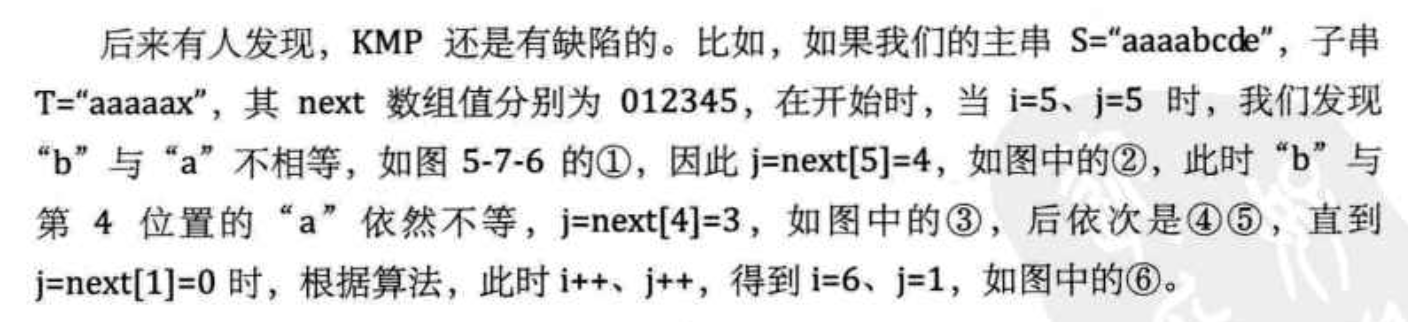 后来有人发现，KMP 还是有缺陷的。比如，如果我们的主串 S=“aaaabcde”，子串
T=“aaaaax”，其 next 数组值分别为 012345，在开始时，当 i=5、j=5 时，我们发现
“b”与“a”不相等，如图 5-7-6 的①，因此 j=next[5]=4，如图中的②，此时“b”与
第 4 位置的“a”依然不等，j=next[4]=3，如图中的③，后依次是④⑤，直到
j=next[1]=0 时，根据算法，此时 i++、j++，得到 i=6、j=1，如图中的⑥。